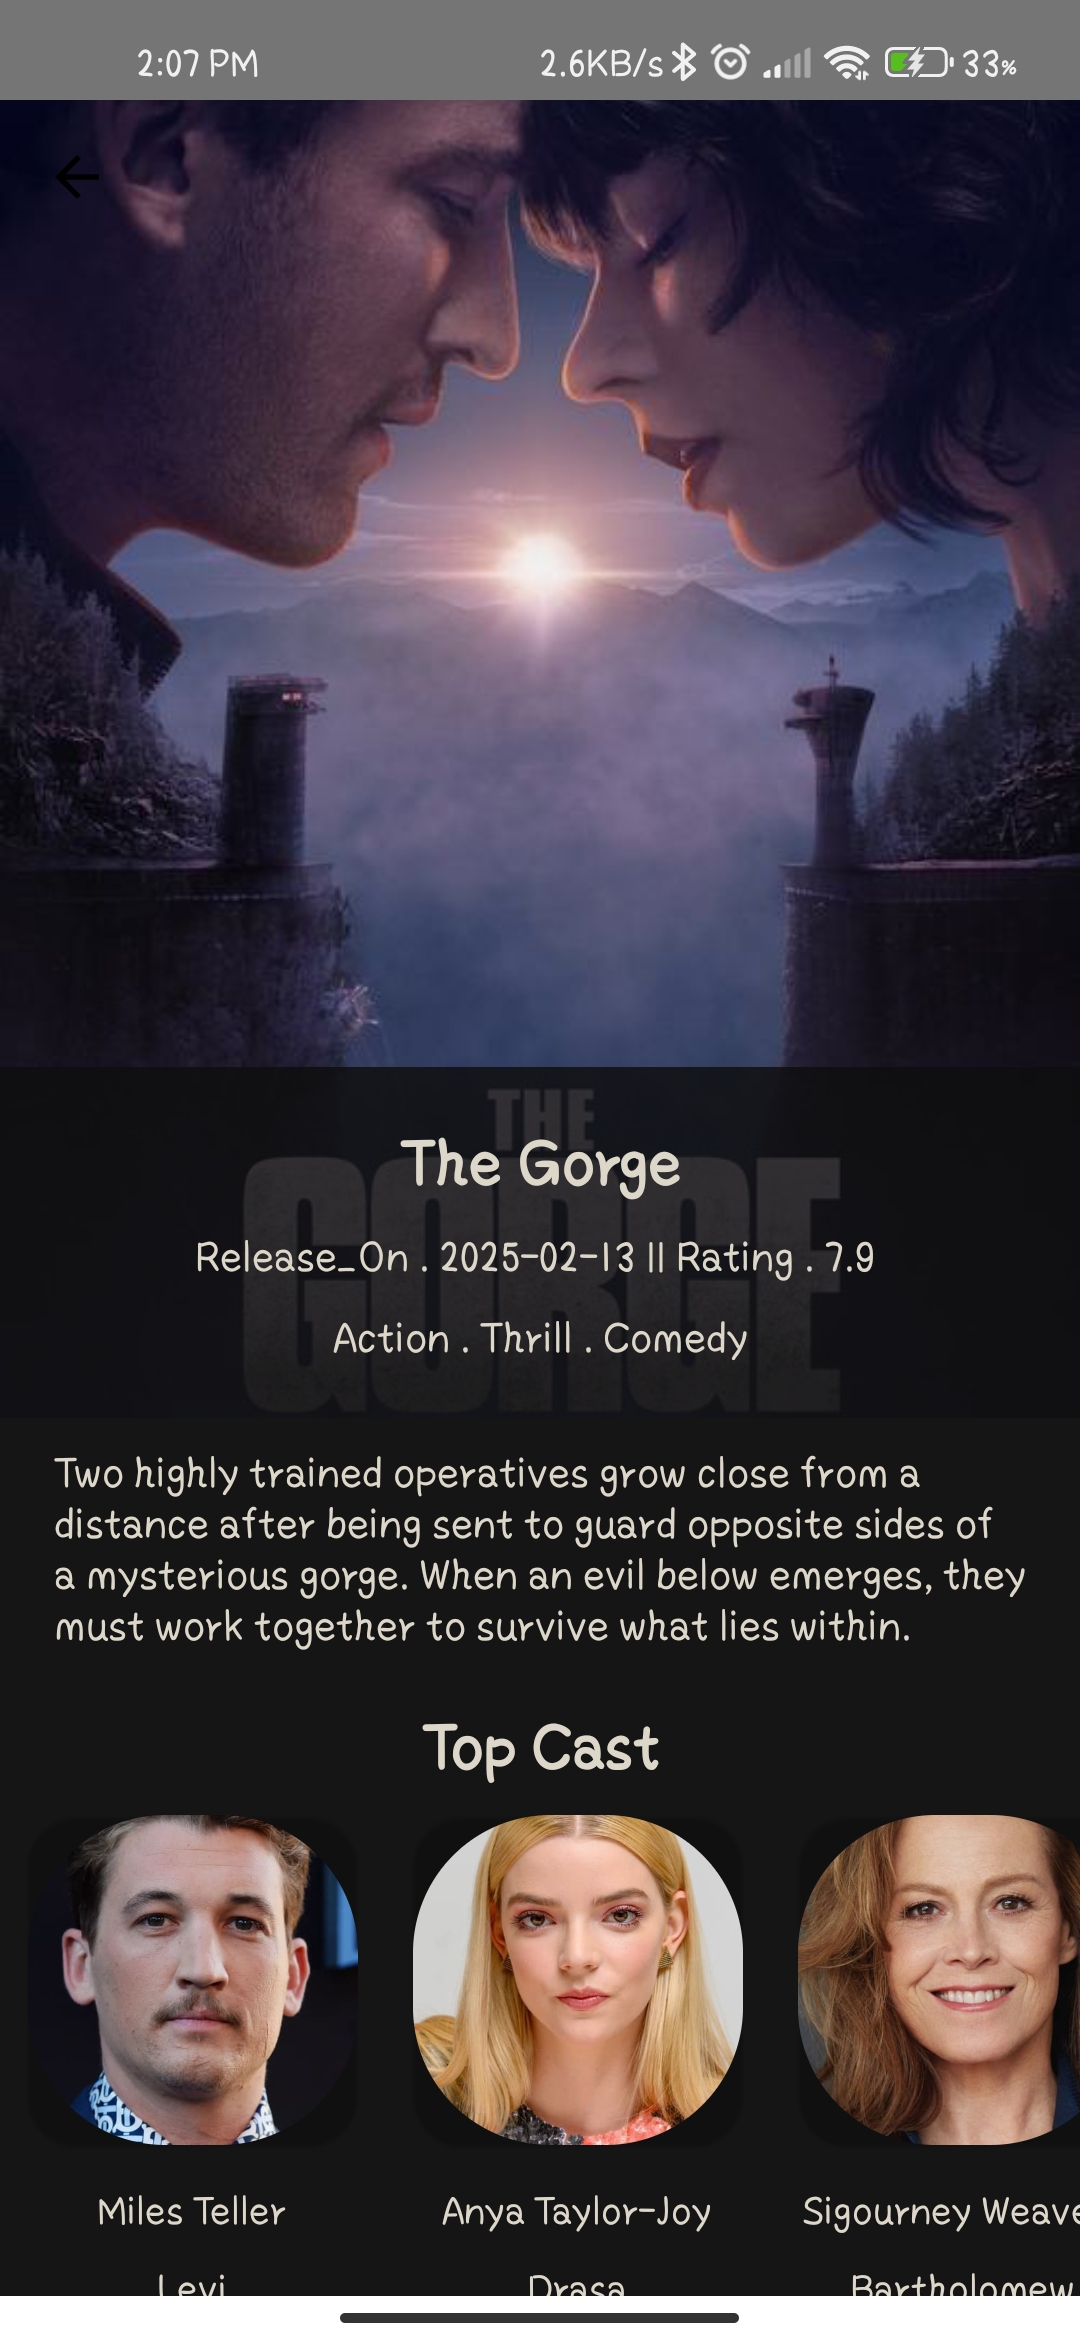 2:07 PM 2.6KB/s 33%
THE
GORGE
The Gorge
Release_On . 2025-02-13 || Rating . 7.9
Action . Thrill . Comedy
Two highly trained operatives grow close from a
distance after being sent to guard opposite sides of
a mysterious gorge. When an evil below emerges, they
must work together to survive what lies within.
Top Cast
Miles Teller Anya Taylor-Joy Sigourney Weave
Levi Drasa Bartholomew